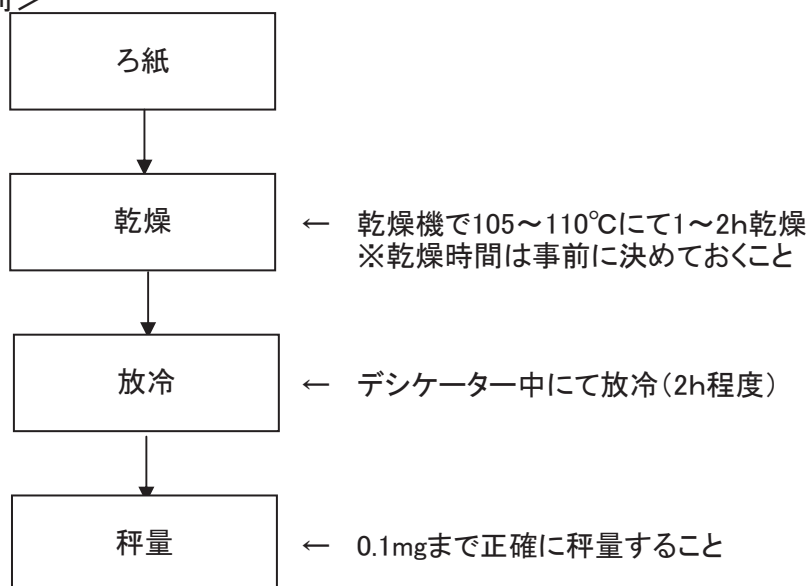 ろ紙
乾燥
← 乾燥機で105～110℃にて1～2h乾燥
※乾燥時間は事前に決めておくこと
放冷
← デシケーター中にて放冷（2h程度）
秤量
← 0.1mgまで正確に秤量すること